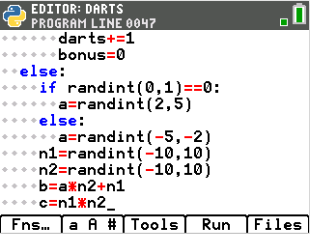 EDITOR: DARTS
PROGRAM LINE 0047
darts+=1
bonus=0
else:
if randint(0,1)==0:
a=randint(2,5)
else:
a=randint(-5,-2)
n1=randint(-10,10)
n2=randint(-10,10)
b=a*n2+n1
c=n1*n2_
Fns… a A # Tools Run Files